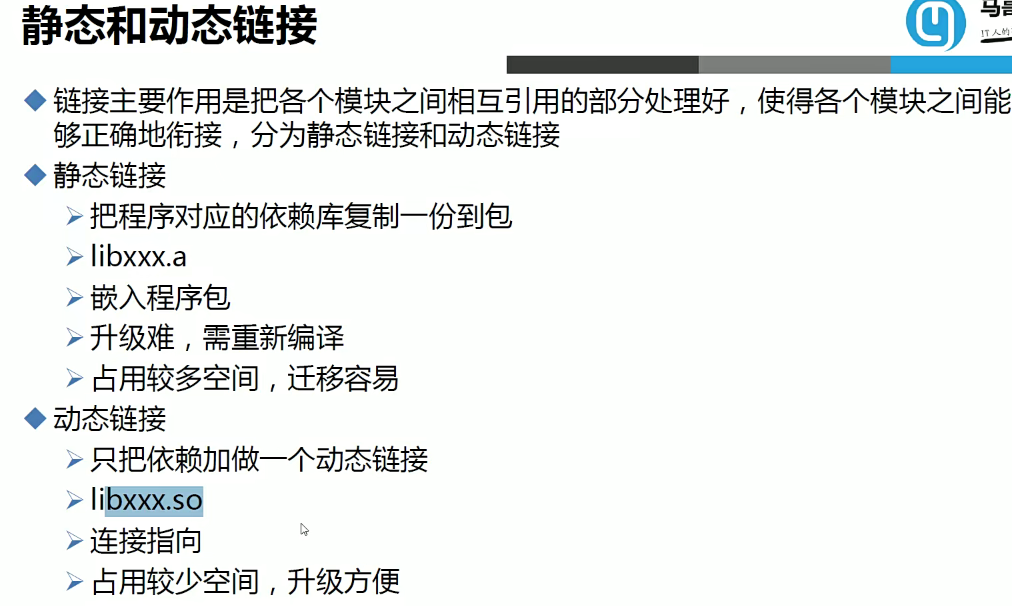 静态和动态链接
马哥
IT人的
链接主要作用是把各个模块之间相互引用的部分处理好，使得各个模块之间能
够正确地衔接，分为静态链接和动态链接
静态链接
把程序对应的依赖库复制一份到包
libxxx.a
嵌入程序包
升级难，需重新编译
占用较多空间，迁移容易
动态链接
只把依赖加做一个动态链接
libxxx.so
连接指向
占用较少空间，升级方便